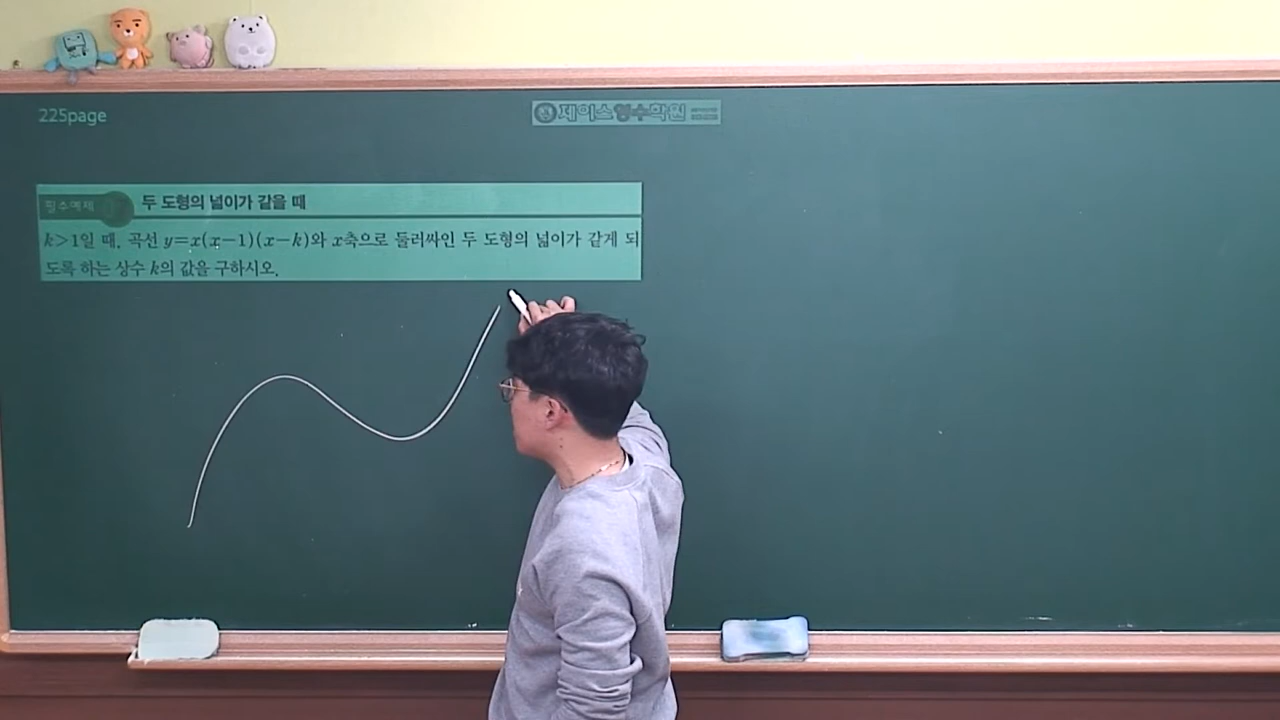 225page
제이스영수학원
필수예제
두 도형의 넓이가 같을 때
k>1일 때, 곡선 y=x(x-1)(x-k)와 x축으로 둘러싸인 두 도형의 넓이가 같게 되
도록 하는 상수 k의 값을 구하시오.